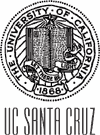 THE UNIVERSITY OF CALIFORNIA
1868
UC SANTA CRUZ